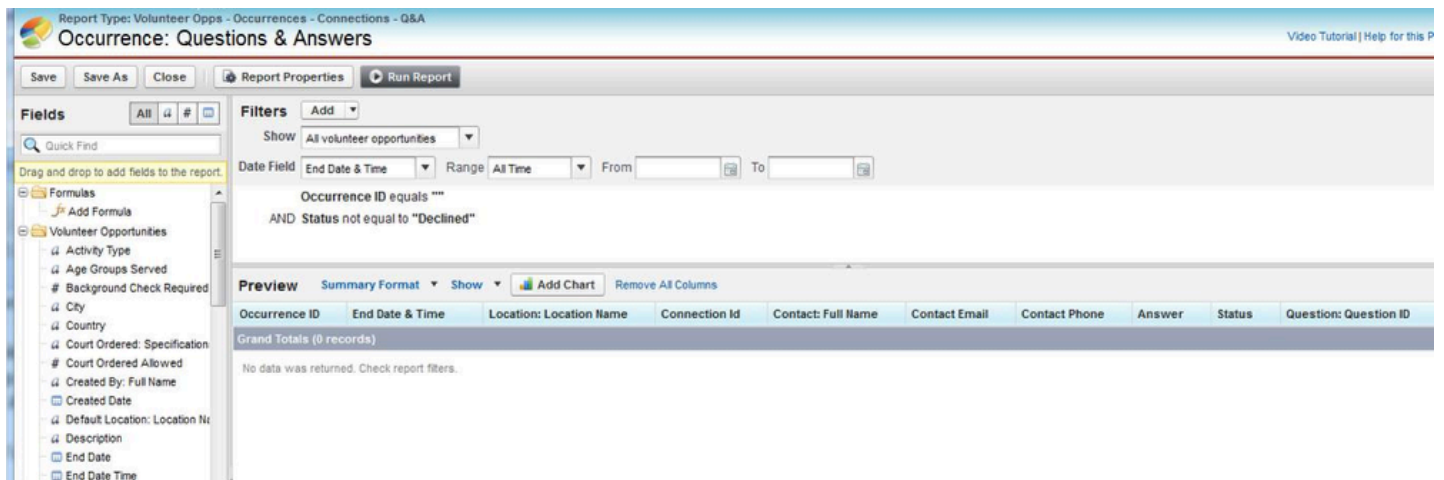 Report Type: Volunteer Opps - Occurrences - Connections - Q&A
Occurrence: Questions & Answers
Video Tutorial | Help for this P
Save Save As Close Report Properties Run Report
Fields All a # Filters Add
Quick Find Show All volunteer opportunities
Drag and drop to add fields to the report. Date Field End Date & Time Range All Time From To
Formulas Occurrence ID equals ""
Add Formula AND Status not equal to "Declined"
Volunteer Opportunities
a Activity Type
a Age Groups Served
# Background Check Required Preview Summary Format Show Add Chart Remove All Columns
a City Occurrence ID End Date & Time Location: Location Name Connection Id Contact: Full Name Contact Email Contact Phone Answer Status Question: Question ID
a Country
a Court Ordered: Specification Grand Totals (0 records)
# Court Ordered Allowed No data was returned. Check report filters.
a Created By: Full Name
Created Date
a Default Location: Location Na
a Description
End Date
End Date Time